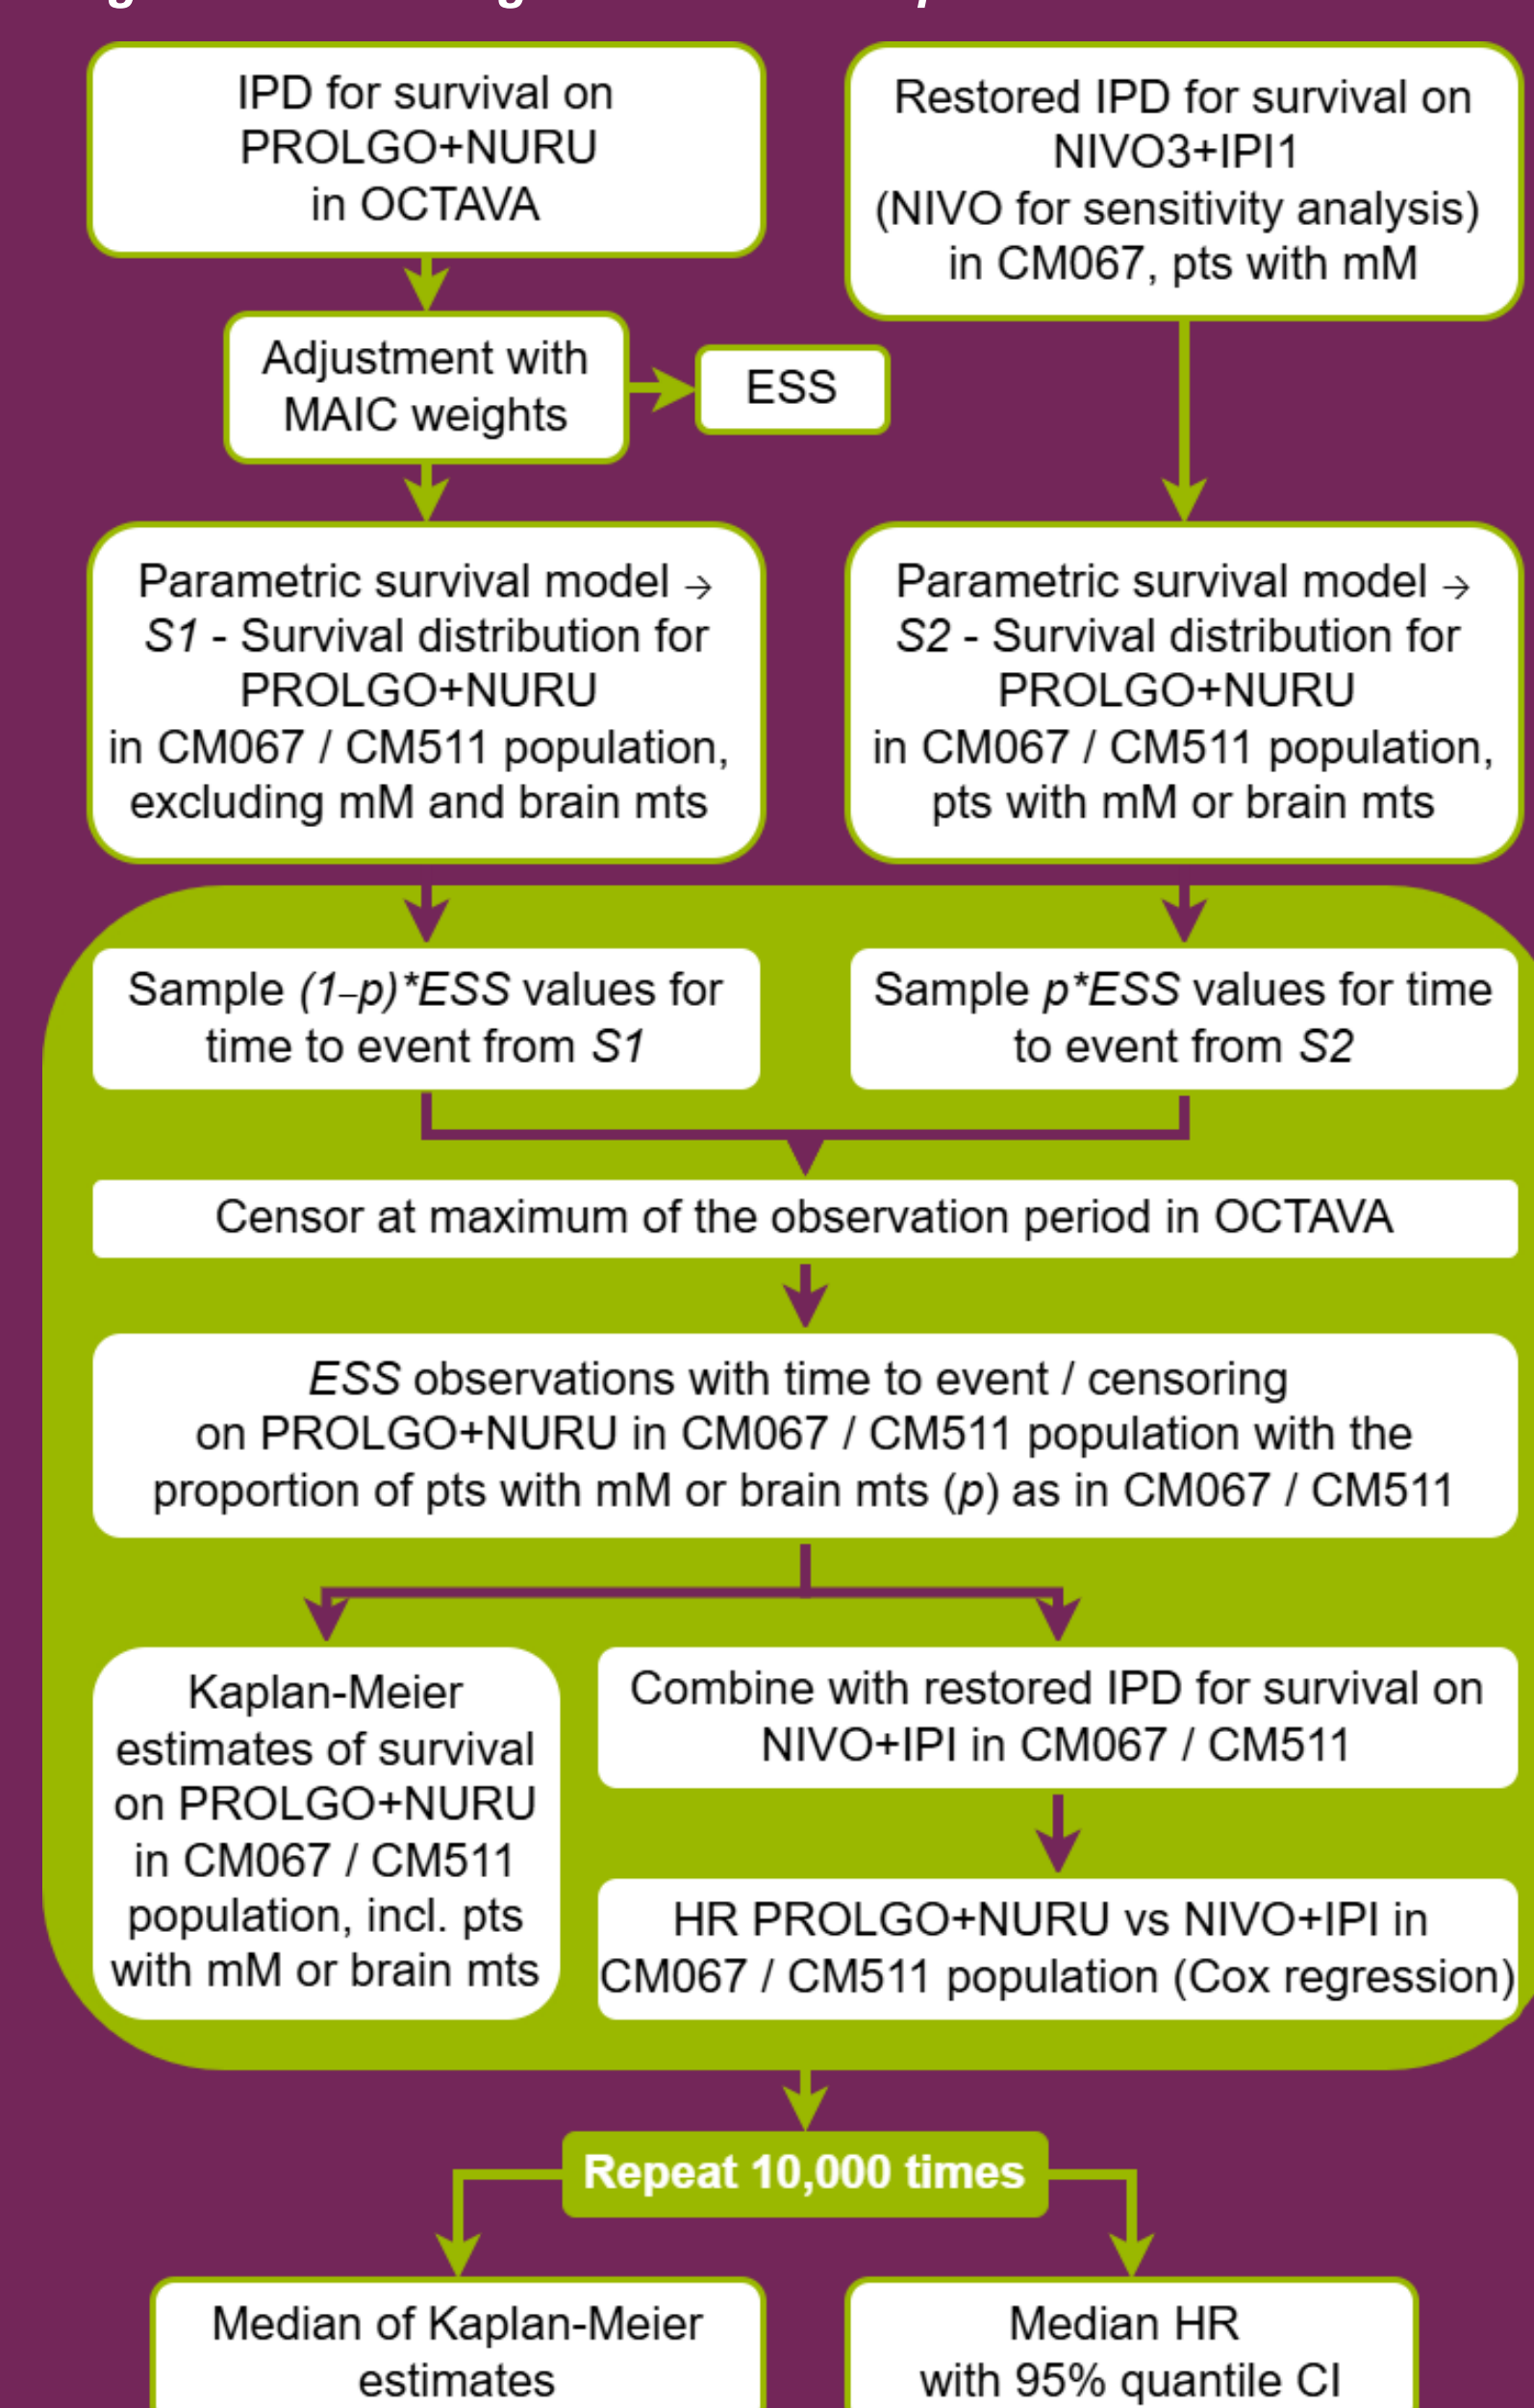 IPD for survival on
PROLGO+NURU
in OCTAVA
Restored IPD for survival on
NIVO3+IPI1
(NIVO for sensitivity analysis)
in CM067, pts with mM
Adjustment with
MAIC weights
ESS
Parametric survival model →
S1 - Survival distribution for
PROLGO+NURU
in CM067 / CM511 population,
excluding mM and brain mts
Parametric survival model →
S2 - Survival distribution for
PROLGO+NURU
in CM067 / CM511 population,
pts with mM or brain mts
Sample (1–p)*ESS values for
time to event from S1
Sample p*ESS values for time
to event from S2
Censor at maximum of the observation period in OCTAVA
ESS observations with time to event / censoring
on PROLGO+NURU in CM067 / CM511 population with the
proportion of pts with mM or brain mts (p) as in CM067 / CM511
Kaplan-Meier
estimates of survival
on PROLGO+NURU
in CM067 / CM511
population, incl. pts
with mM or brain mts
Combine with restored IPD for survival on
NIVO+IPI in CM067 / CM511
HR PROLGO+NURU vs NIVO+IPI in
CM067 / CM511 population (Cox regression)
Repeat 10,000 times
Median of Kaplan-Meier
estimates
Median HR
with 95% quantile CI